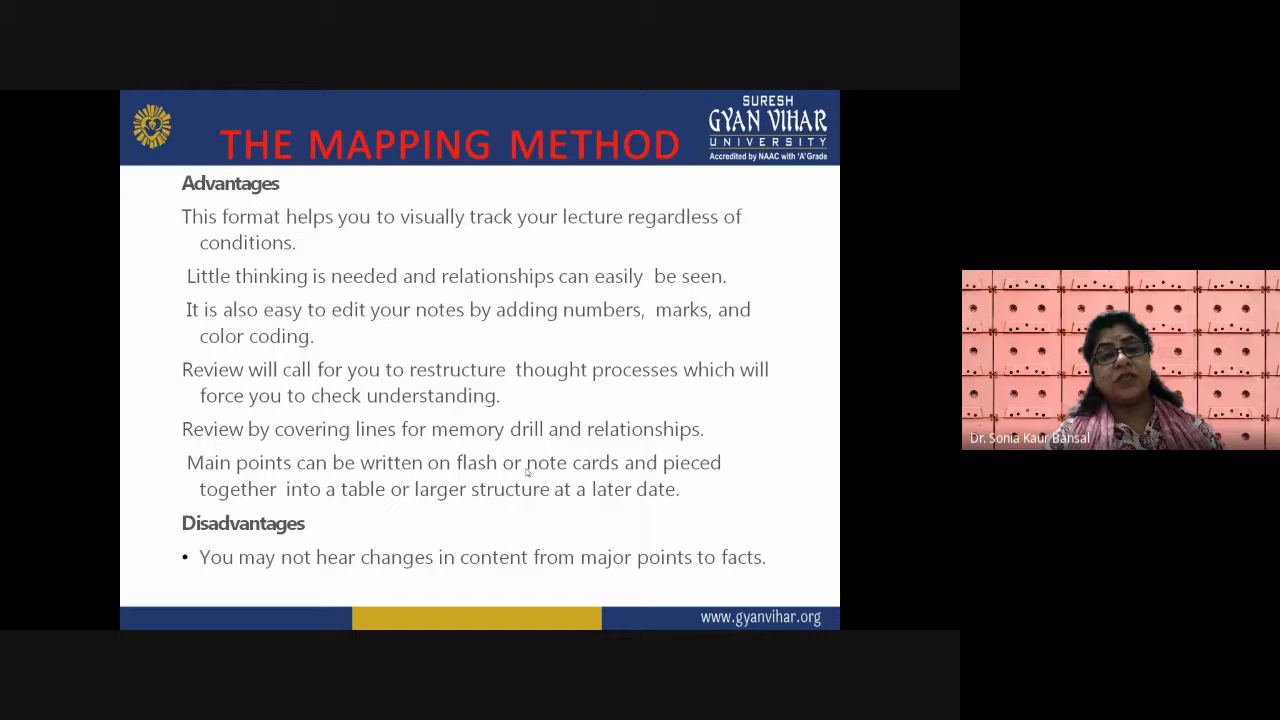 SURESH
GYAN VIHAR
UNIVERSITY
Accredited by NAAC with 'A' Grade
THE MAPPING METHOD
Advantages
This format helps you to visually track your lecture regardless of
conditions.
Little thinking is needed and relationships can easily be seen.
It is also easy to edit your notes by adding numbers, marks, and
color coding.
Review will call for you to restructure thought processes which will
force you to check understanding.
Review by covering lines for memory drill and relationships.
Main points can be written on flash or note cards and pieced
together into a table or larger structure at a later date.
Disadvantages
• You may not hear changes in content from major points to facts.
www.gyanvihar.org
Dr. Sonia Kaur Bansal